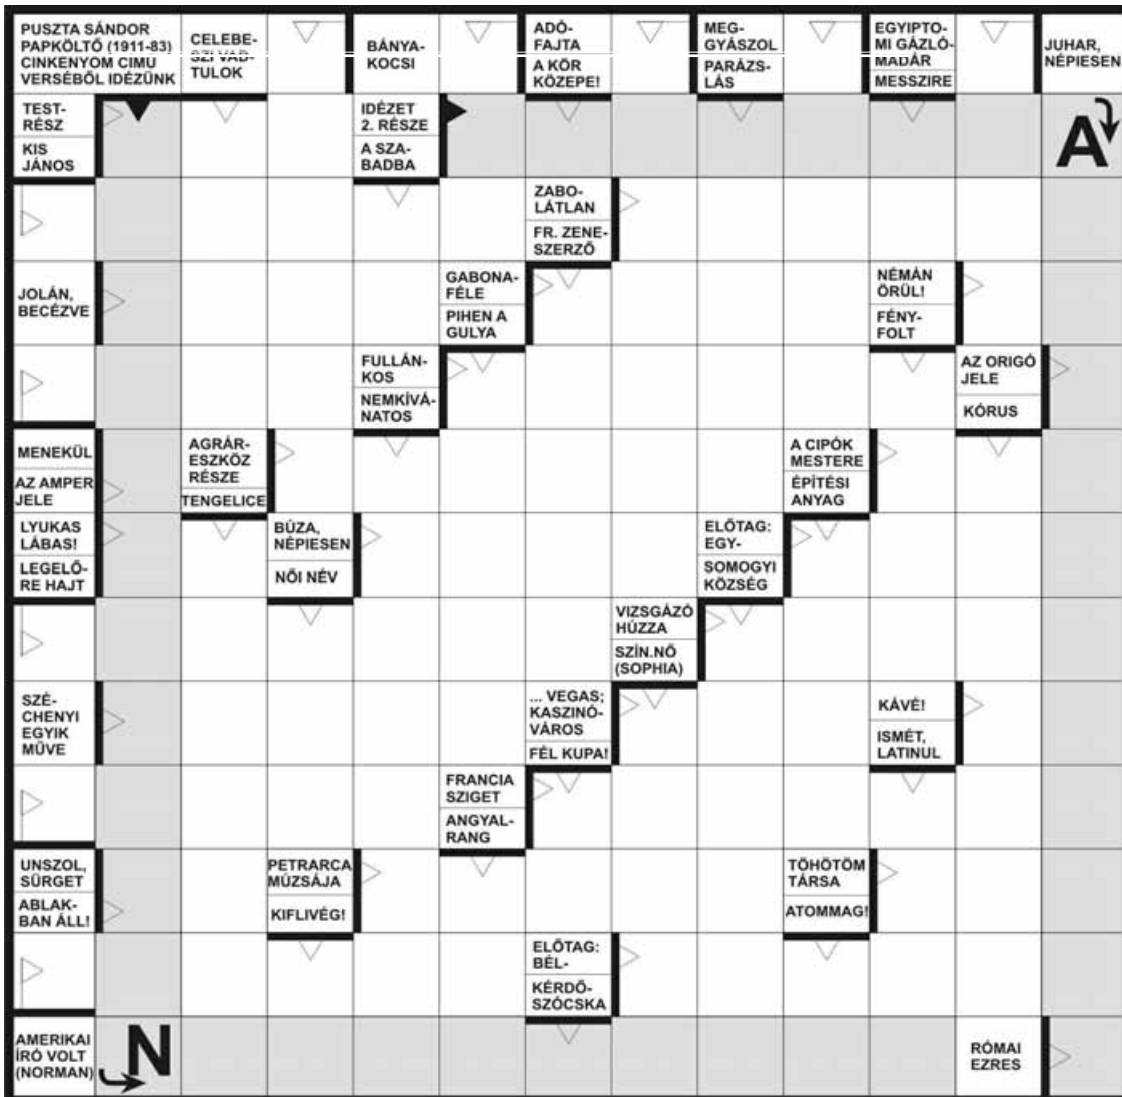 PUSZTA SÁNDOR
PAPKÖLTŐ (1911-83)
CINKENYOM CIMU
VERSÉBŐL IDÉZÜNK
CELEBE-
SZI VAD-
TULOK
BÁNYA-
KOCSI
ADÓ-
FAJTA
A KÖR
KÖZEPE!
MEG-
GYÁSZOL
PARÁZS-
LÁS
EGYIPTO-
MI GÁZLÓ-
MADÁR
MESSZIRE
JUHAR,
NÉPIESEN
TEST-
RÉSZ
KIS
JÁNOS
IDÉZET
2. RÉSZE
A SZA-
BADBA
A
ZABO-
LÁTLAN
FR. ZENE-
SZERZŐ
JOLÁN,
BECÉZVE
GABONA-
FÉLE
PIHEN A
GULYA
NÉMÁN
ÖRÜL!
FÉNY-
FOLT
FULLÁN-
KOS
NEMKÍVÁ-
NATOS
AZ ORIGÓ
JELE
KÓRUS
MENEKÜL
AZ AMPER
JELE
AGRÁR-
ESZKÖZ
RÉSZE
TENGELICE
A CIPŐK
MESTERE
ÉPÍTÉSI
ANYAG
LYUKAS
LÁBAS!
LEGELŐ-
RE HAJT
BÚZA,
NÉPIESEN
NŐI NÉV
ELŐTAG:
EGY-
SOMOGYI
KÖZSÉG
VIZSGÁZÓ
HÚZZA
SZÍN.NŐ
(SOPHIA)
SZÉ-
CHENYI
EGYIK
MŰVE
... VEGAS;
KASZINÓ-
VÁROS
FÉL KUPA!
KÁVÉ!
ISMÉT,
LATINUL
FRANCIA
SZIGET
ANGYAL-
RANG
UNSZOL,
SÜRGET
ABLAK-
BAN ÁLL!
PETRARCA
MÚZSÁJA
KIFLIVÉG!
TÖHÖTÖM
TÁRSA
ATOMMAG!
ELŐTAG:
BÉL-
KÉRDŐ-
SZÓCSKA
AMERIKAI
ÍRÓ VOLT
(NORMAN)
N
RÓMAI
EZRES